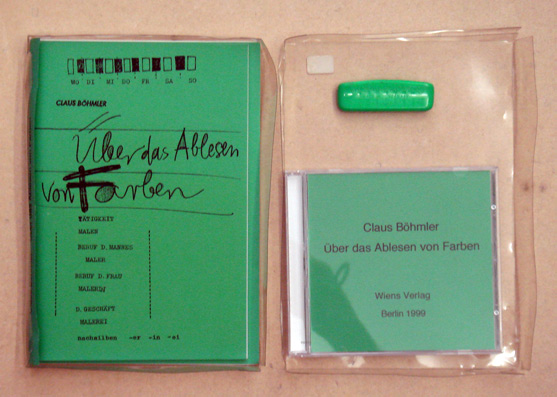 MO DI MI DO FR SA SO
CLAUS BÖHMLER
Über das Ablesen
von Farben
TÄTIGKEIT
MALEN
BERUF D. MANNES
MALER
BERUF D. FRAU
MALERIN
D. GESCHÄFT
MALEREI
nachsilben -er -in -ei
Claus Böhmler
Über das Ablesen von Farben
Wiens Verlag
Berlin 1999